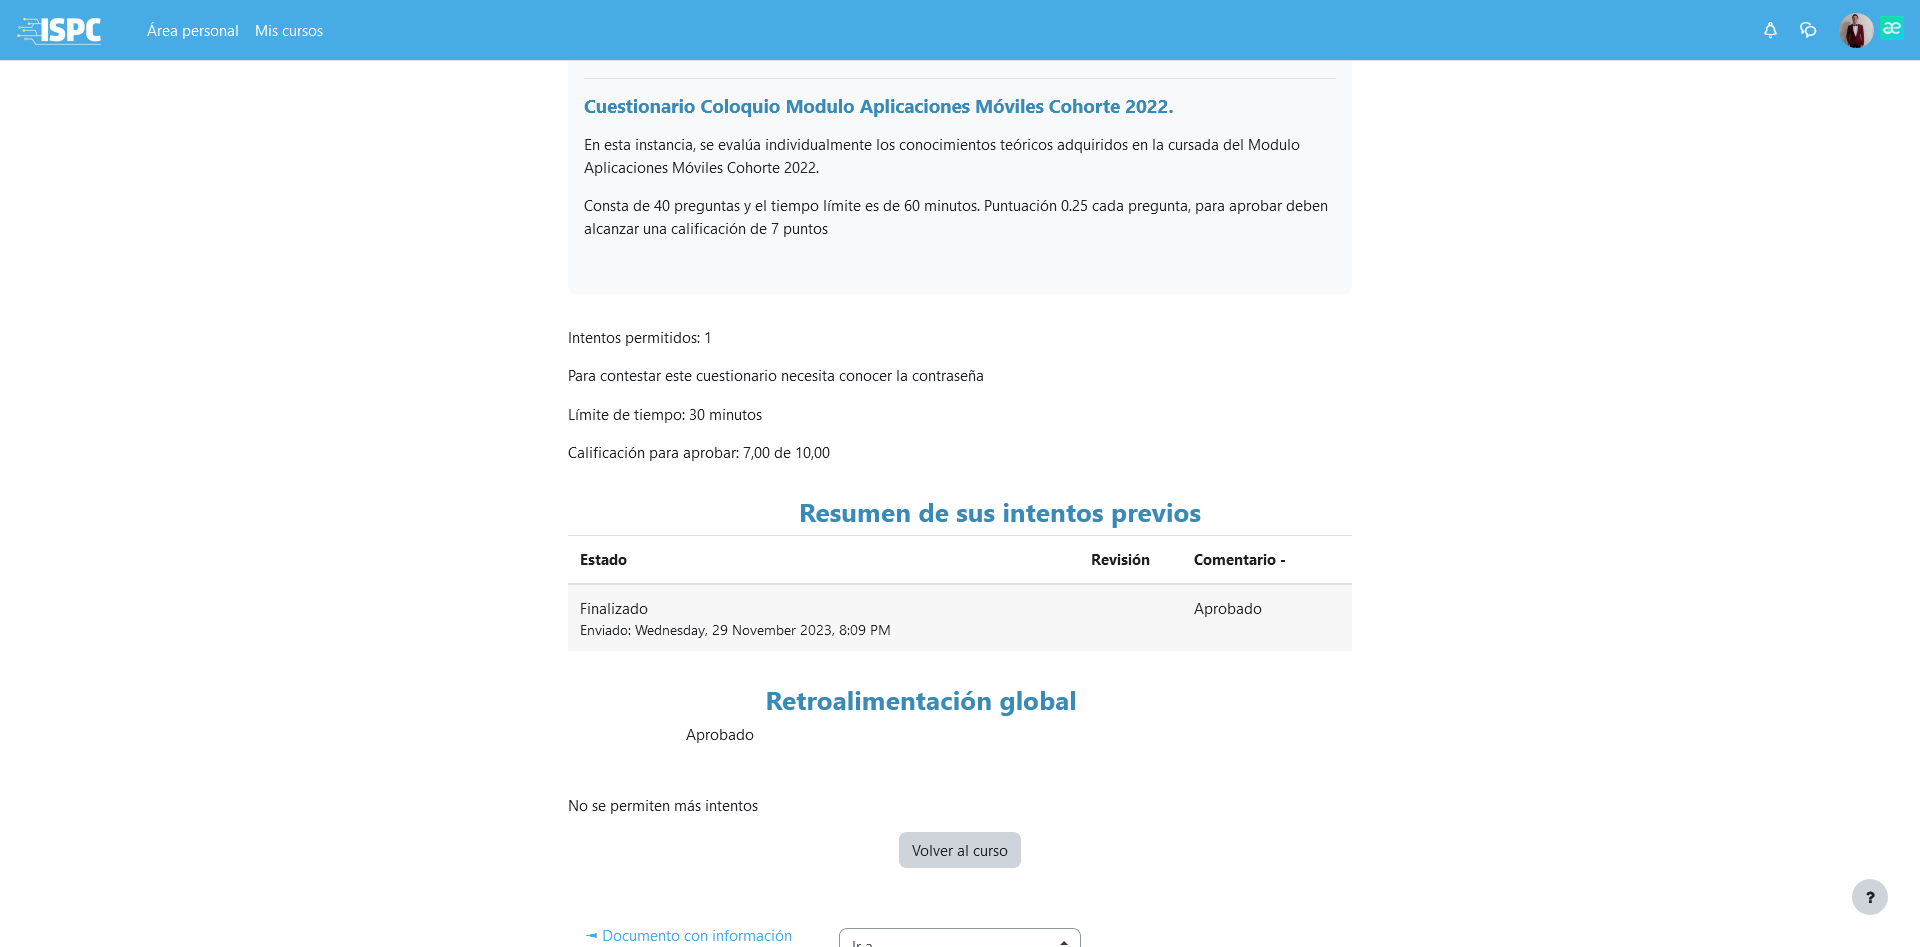 ISPC
Área personal
Mis cursos
æ
Cuestionario Coloquio Modulo Aplicaciones Móviles Cohorte 2022.
En esta instancia, se evalúa individualmente los conocimientos teóricos adquiridos en la cursada del Modulo
Aplicaciones Móviles Cohorte 2022.
Consta de 40 preguntas y el tiempo límite es de 60 minutos. Puntuación 0.25 cada pregunta, para aprobar deben
alcanzar una calificación de 7 puntos
Intentos permitidos: 1
Para contestar este cuestionario necesita conocer la contraseña
Límite de tiempo: 30 minutos
Calificación para aprobar: 7,00 de 10,00
Resumen de sus intentos previos
Estado
Revisión
Comentario -
Finalizado
Aprobado
Enviado: Wednesday, 29 November 2023, 8:09 PM
Retroalimentación global
Aprobado
No se permiten más intentos
Volver al curso
?
◄ Documento con información
Ir a...